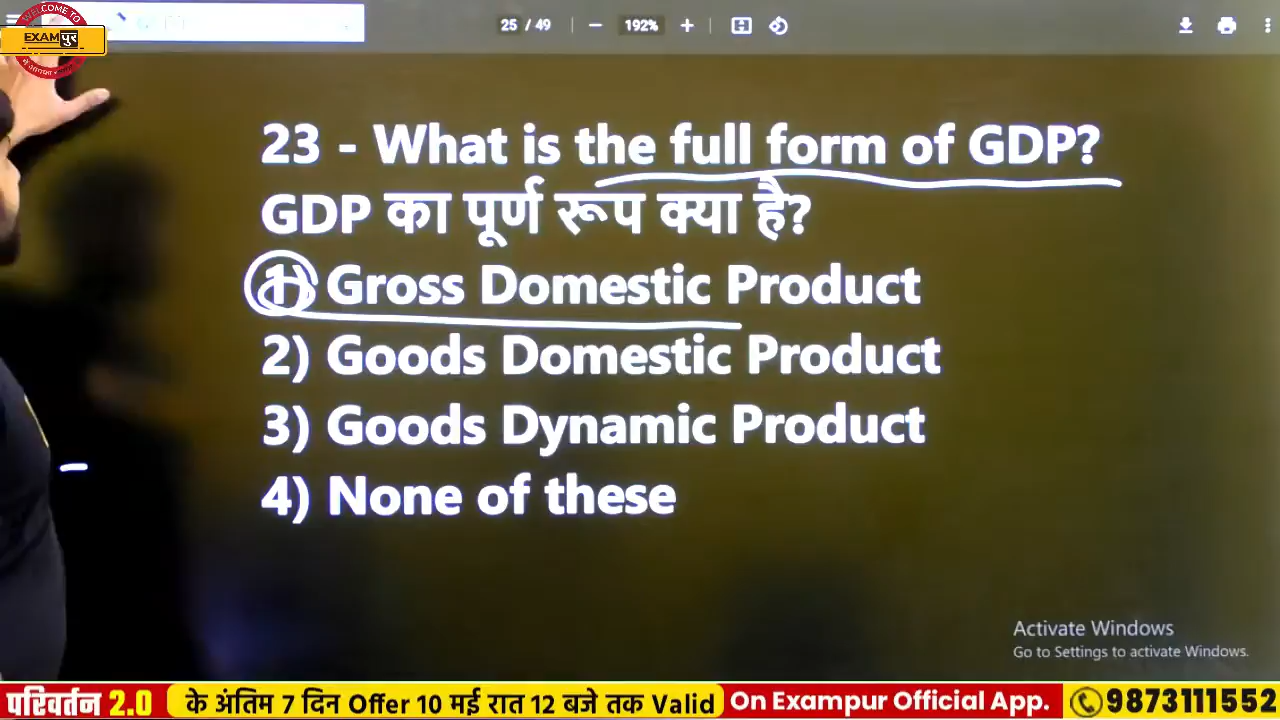 WELCOME TO
EXAMपुर
25 / 49
192%
23 - What is the full form of GDP?
GDP का पूर्ण रूप क्या है?
1) Gross Domestic Product
2) Goods Domestic Product
3) Goods Dynamic Product
4) None of these
Activate Windows
Go to Settings to activate Windows.
परिवर्तन 2.0 के अंतिम 7 दिन Offer 10 मई रात 12 बजे तक Valid On Exampur Official App. 9873111552